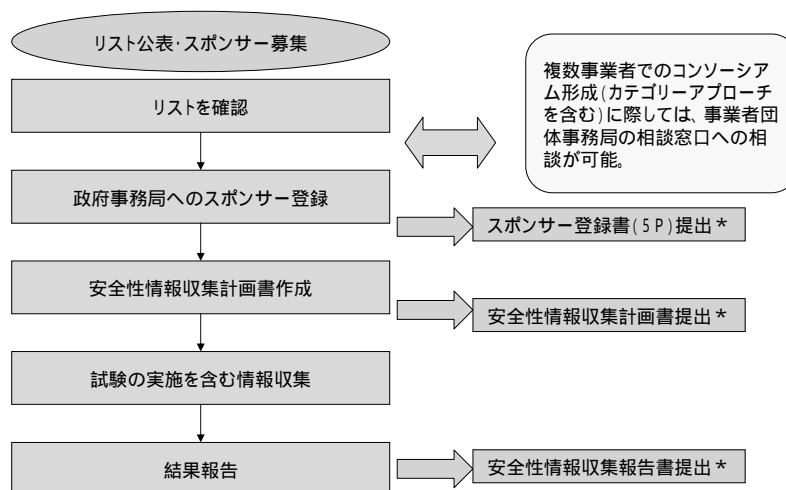 リスト公表・スポンサー募集
リストを確認
複数事業者でのコンソーシア
ム形成(カテゴリーアプローチ
を含む)に際しては、事業者団
体事務局の相談窓口への相
談が可能。
政府事務局へのスポンサー登録
スポンサー登録書(5P)提出*
安全性情報収集計画書作成
安全性情報収集計画書提出*
試験の実施を含む情報収集
結果報告
安全性情報収集報告書提出*